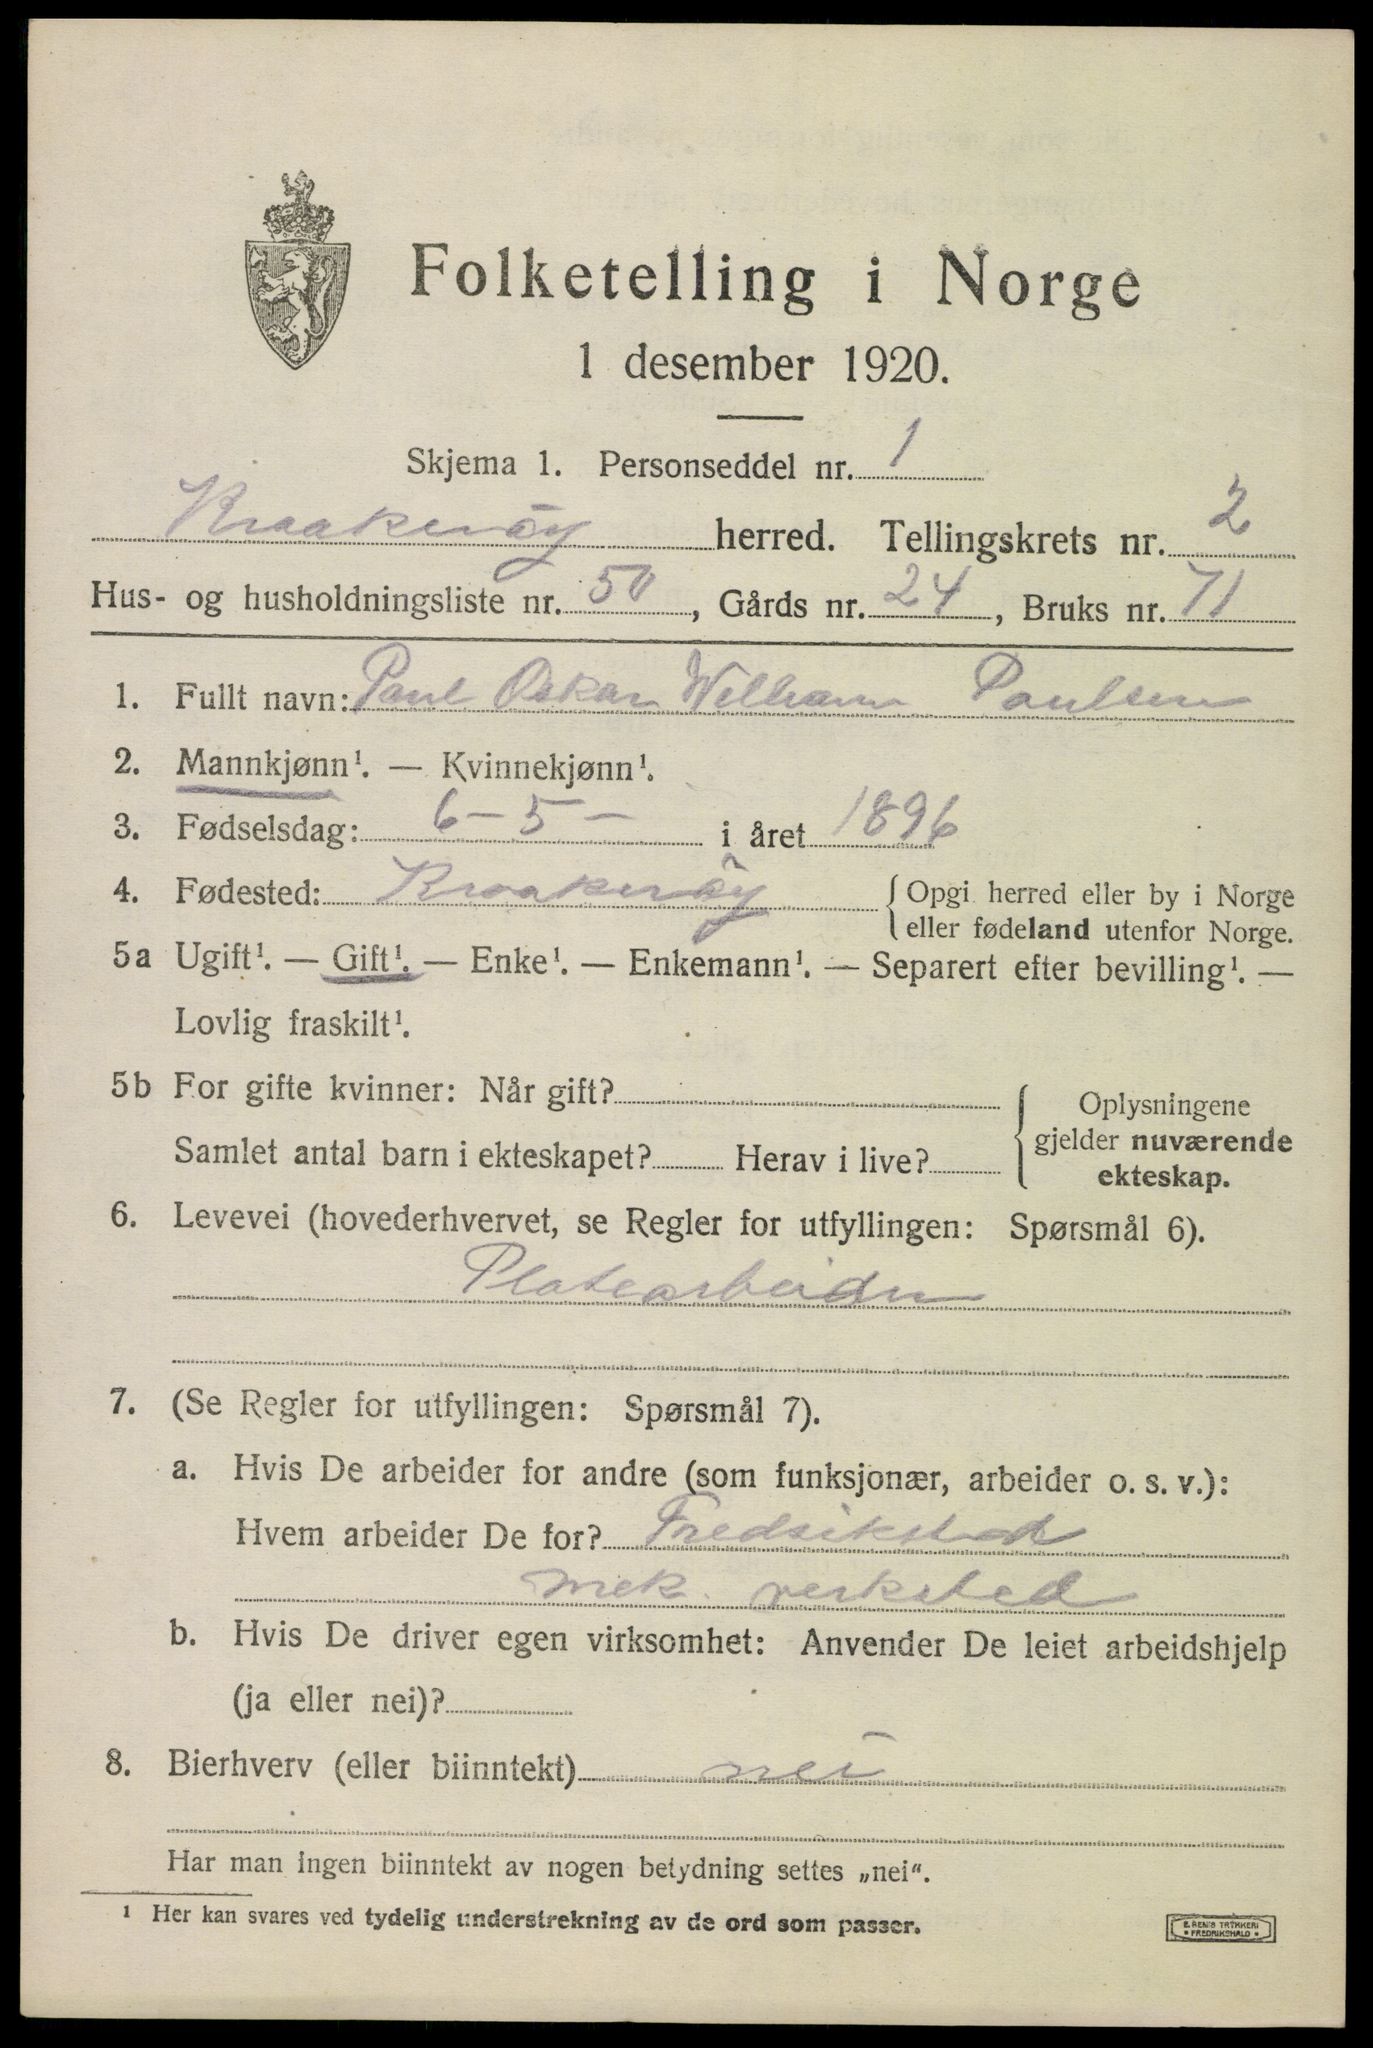 Folketelling i Norge
1 desember 1920.
Skjema 1. Personseddel nr. 1
Kraakeröy herred. Tellingskrets nr. 2
Hus- og husholdningsliste nr. 50, Gårds nr. 24, Bruks nr. 71
1. Fullt navn: Paul Oskar Welham Paulsen
2. Mannkjønn¹. — Kvinnekjønn¹.
3. Fødselsdag: 6-5- i året 1896
4. Fødested: Kraakeröy {Opgi herred eller by i Norge
eller fødeland utenfor Norge.
5a Ugift¹. — Gift¹. — Enke¹. — Enkemann¹. — Separert efter bevilling¹. —
Lovlig fraskilt¹.
5b For gifte kvinner: Når gift?
Samlet antal barn i ekteskapet? Herav i live?
{Oplysningene
gjelder nuværende
ekteskap.
6. Levevei (hovederhvervet, se Regler for utfyllingen: Spørsmål 6).
Platearbeider
7. (Se Regler for utfyllingen: Spørsmål 7).
a. Hvis De arbeider for andre (som funksjonær, arbeider o. s. v.):
Hvem arbeider De for? Fredsikstad
mek. verksted
b. Hvis De driver egen virksomhet: Anvender De leiet arbeidshjelp
(ja eller nei)?
8. Bierhverv (eller biinntekt) nei
Har man ingen biinntekt av nogen betydning settes „nei“.
¹ Her kan svares ved tydelig understrekning av de ord som passer.
E. BENS TRYKKERI
* FREDRIKSHALD *